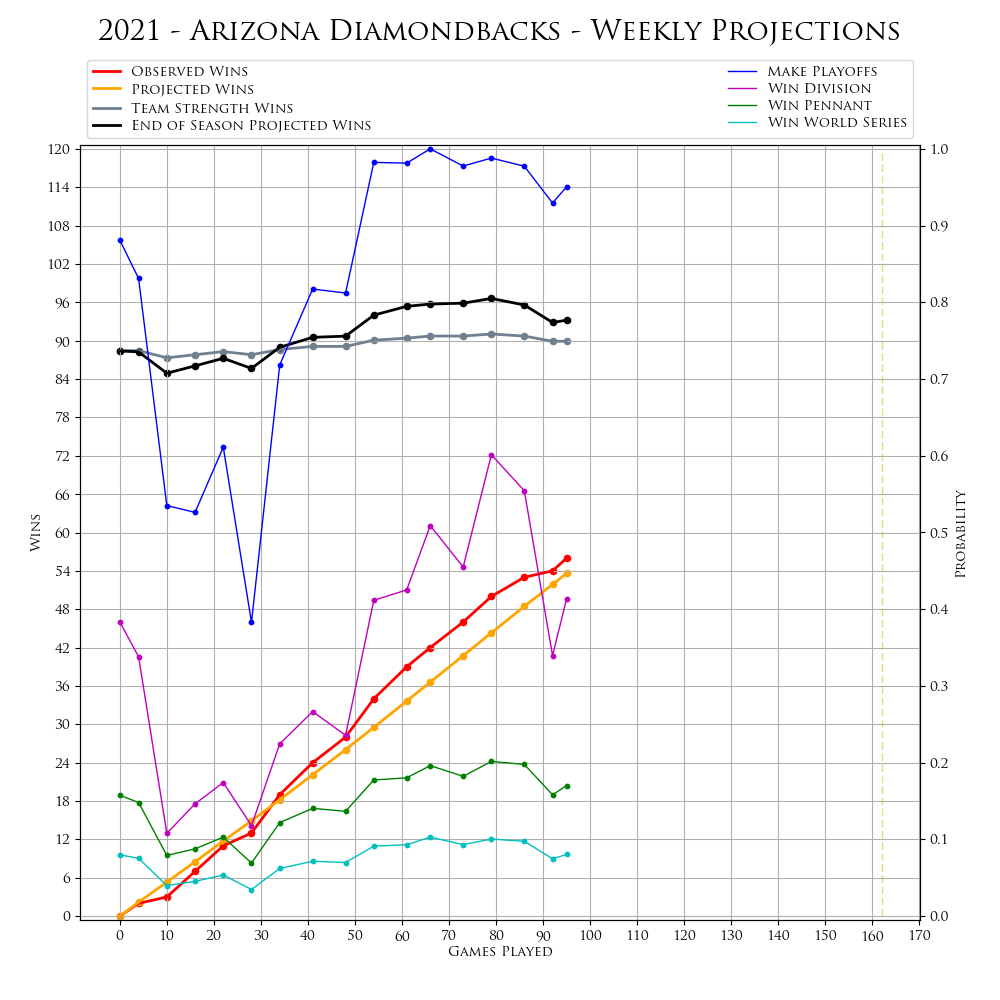 2021 - Arizona Diamondbacks - Weekly Projections
Observed Wins
Projected Wins
Team Strength Wins
End of Season Projected Wins
Make Playoffs
Win Division
Win Pennant
Win World Series
120
114
108
102
96
90
84
78
72
66
60
54
48
42
36
30
24
18
12
6
0
Wins
1.0
0.9
0.8
0.7
0.6
0.5
0.4
0.3
0.2
0.1
0.0
Probability
0 10 20 30 40 50 60 70 80 90 100 110 120 130 140 150 160 170
Games Played